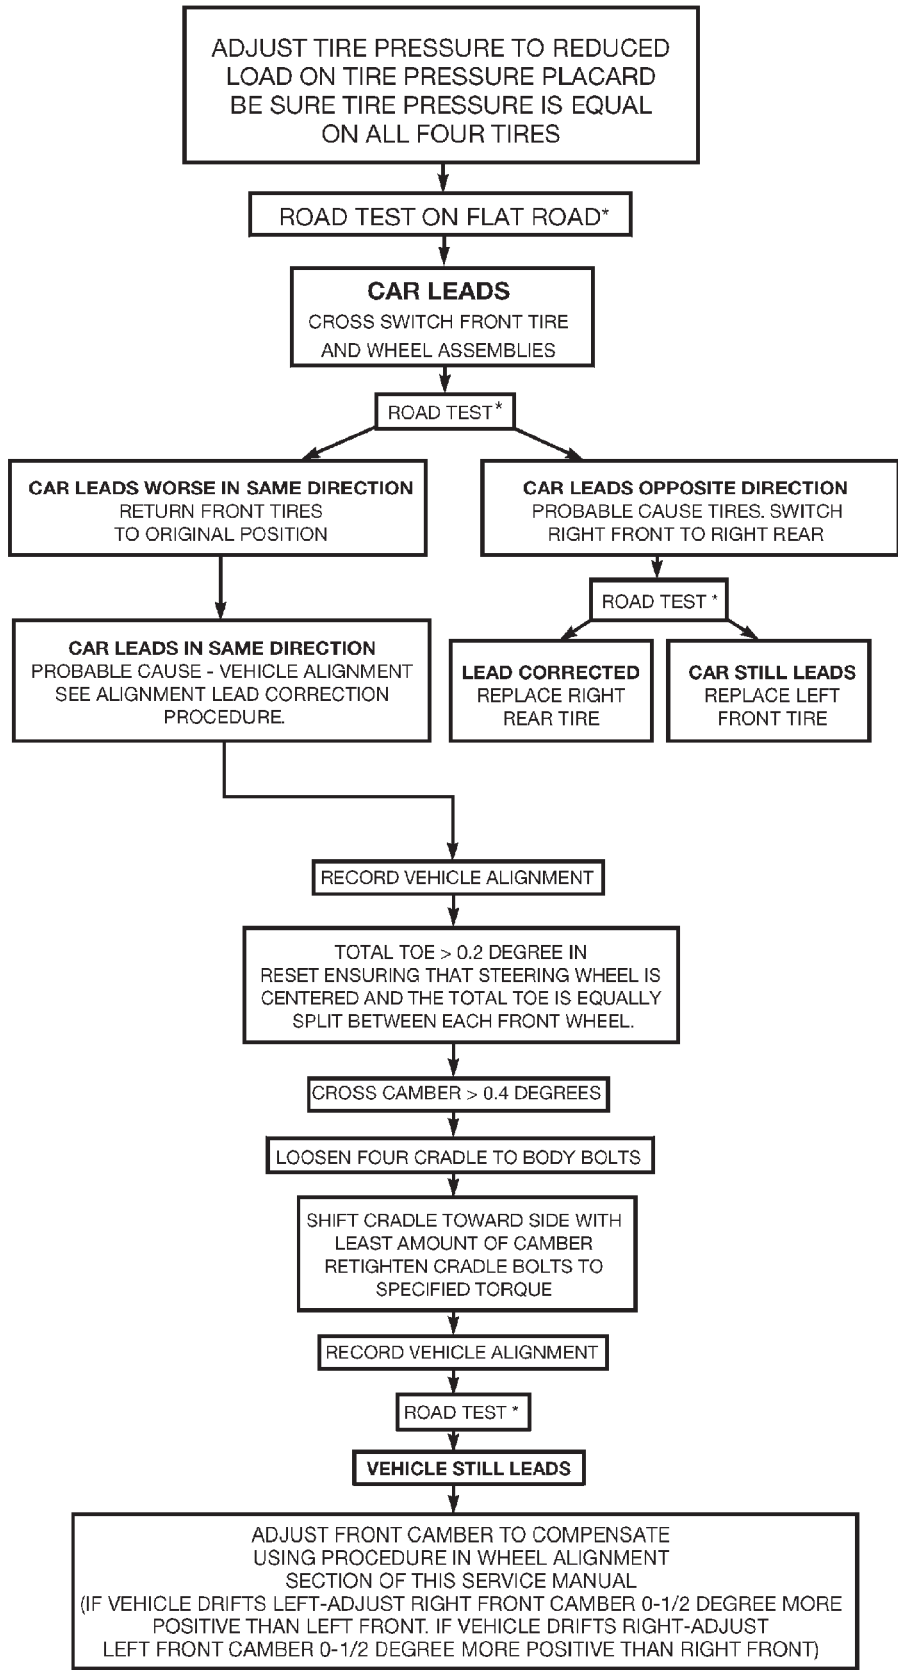 ADJUST TIRE PRESSURE TO REDUCED
LOAD ON TIRE PRESSURE PLACARD
BE SURE TIRE PRESSURE IS EQUAL
ON ALL FOUR TIRES
ROAD TEST ON FLAT ROAD*
CAR LEADS
CROSS SWITCH FRONT TIRE
AND WHEEL ASSEMBLIES
ROAD TEST*
CAR LEADS WORSE IN SAME DIRECTION
RETURN FRONT TIRES
TO ORIGINAL POSITION
CAR LEADS OPPOSITE DIRECTION
PROBABLE CAUSE TIRES. SWITCH
RIGHT FRONT TO RIGHT REAR
ROAD TEST *
CAR LEADS IN SAME DIRECTION
PROBABLE CAUSE - VEHICLE ALIGNMENT
SEE ALIGNMENT LEAD CORRECTION
PROCEDURE.
LEAD CORRECTED
REPLACE RIGHT
REAR TIRE
CAR STILL LEADS
REPLACE LEFT
FRONT TIRE
RECORD VEHICLE ALIGNMENT
TOTAL TOE > 0.2 DEGREE IN
RESET ENSURING THAT STEERING WHEEL IS
CENTERED AND THE TOTAL TOE IS EQUALLY
SPLIT BETWEEN EACH FRONT WHEEL.
CROSS CAMBER > 0.4 DEGREES
LOOSEN FOUR CRADLE TO BODY BOLTS
SHIFT CRADLE TOWARD SIDE WITH
LEAST AMOUNT OF CAMBER
RETIGHTEN CRADLE BOLTS TO
SPECIFIED TORQUE
RECORD VEHICLE ALIGNMENT
ROAD TEST *
VEHICLE STILL LEADS
ADJUST FRONT CAMBER TO COMPENSATE
USING PROCEDURE IN WHEEL ALIGNMENT
SECTION OF THIS SERVICE MANUAL
(IF VEHICLE DRIFTS LEFT-ADJUST RIGHT FRONT CAMBER 0-1/2 DEGREE MORE
POSITIVE THAN LEFT FRONT. IF VEHICLE DRIFTS RIGHT-ADJUST
LEFT FRONT CAMBER 0-1/2 DEGREE MORE POSITIVE THAN RIGHT FRONT)